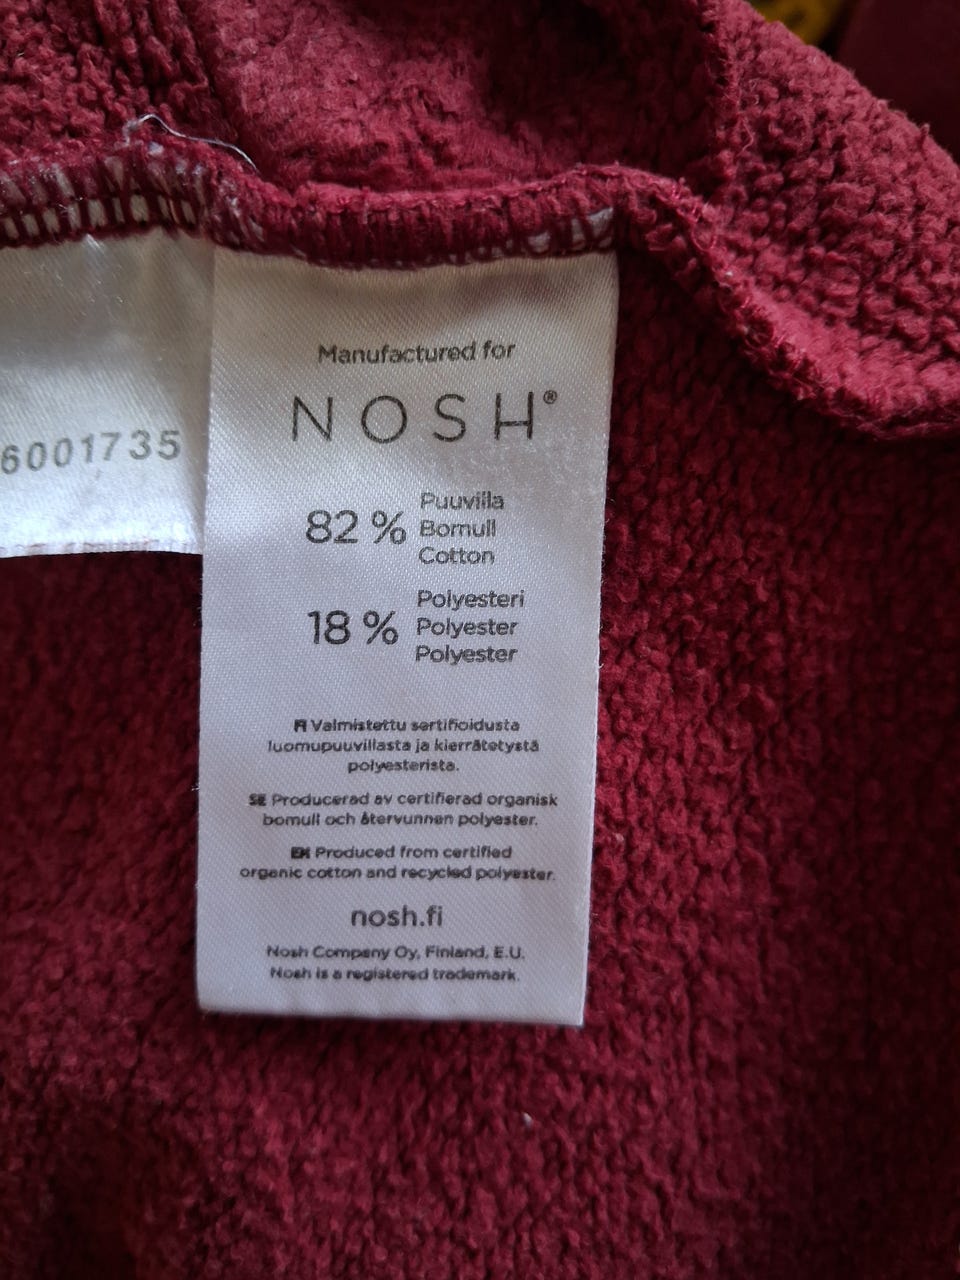 6001735
Manufactured for
NOSH®
82 % Puuvilla
Bomull
Cotton
18 % Polyesteri
Polyester
Polyester
FI Valmistettu sertifioidusta
luomupuuvillasta ja kierrätetystä
polyesterista.
SE Producerad av certifierad organisk
bomull och återvunnen polyester.
EN Produced from certified
organic cotton and recycled polyester.
nosh.fi
Nosh Company Oy, Finland, E.U.
Nosh is a registered trademark.